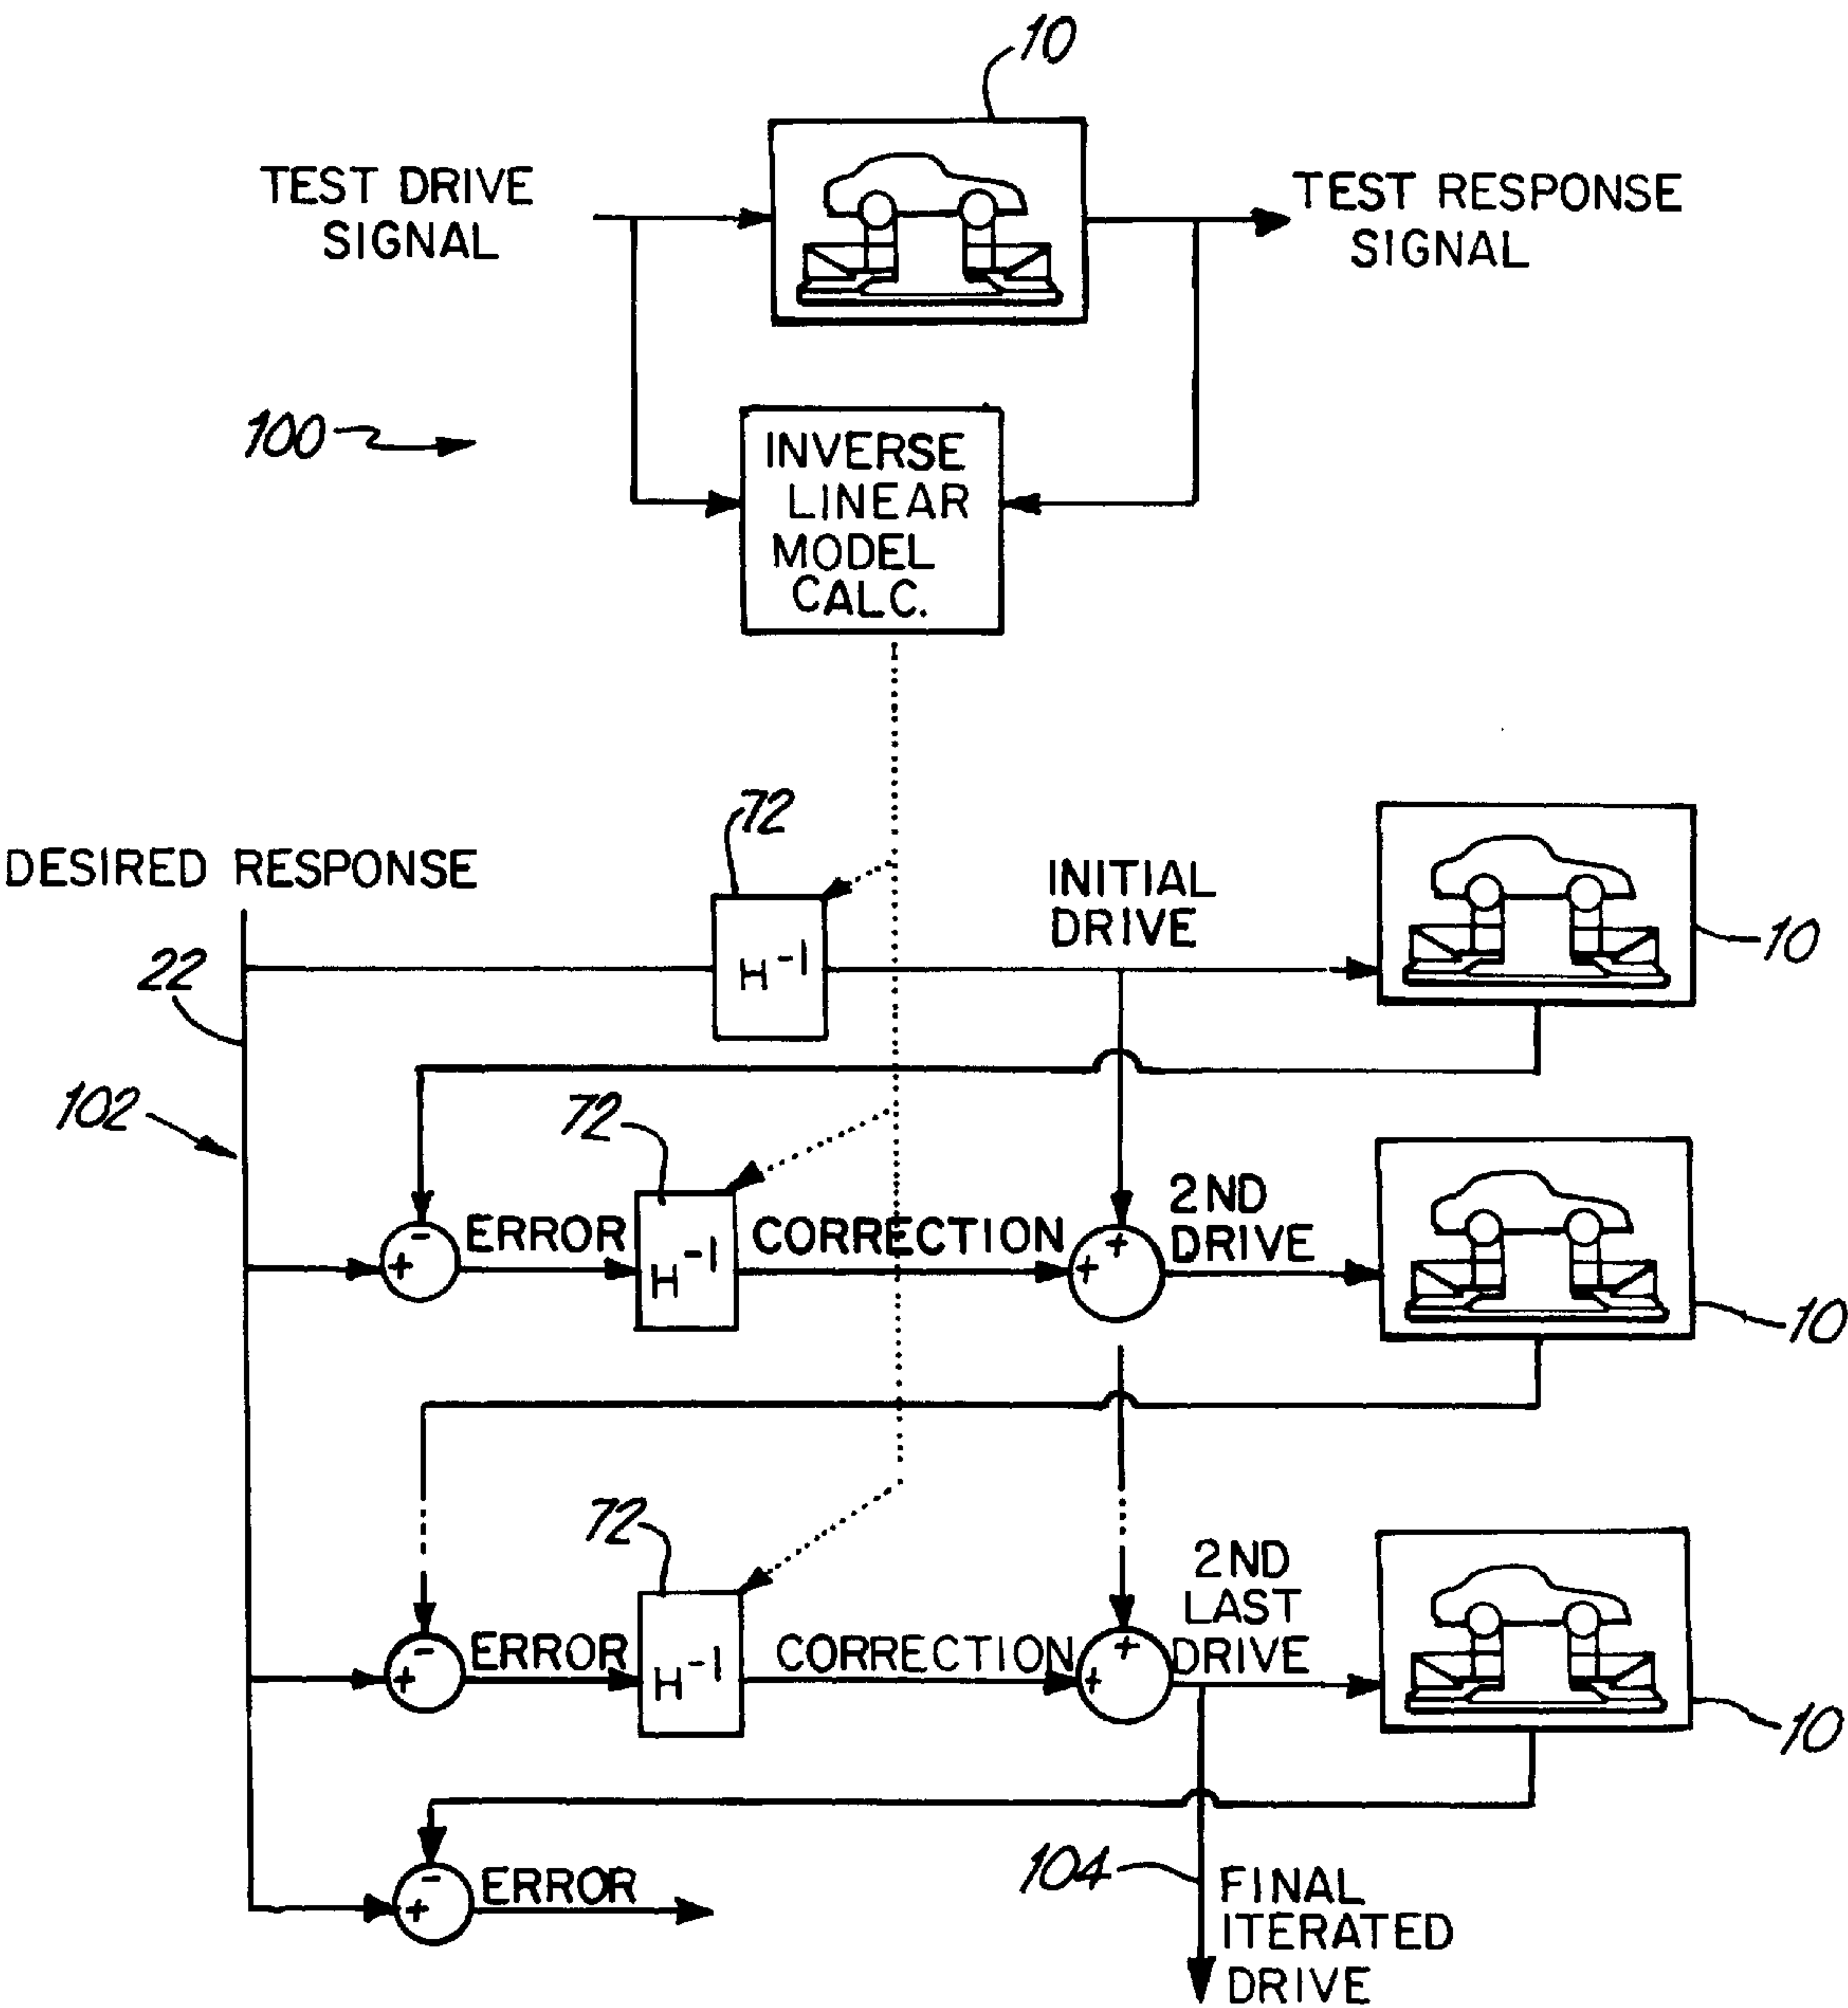 10
TEST DRIVE
SIGNAL
TEST RESPONSE
SIGNAL
100
INVERSE
LINEAR
MODEL
CALC.
72
DESIRED RESPONSE
INITIAL
DRIVE
H⁻¹
10
22
102
72
-
+
ERROR
H⁻¹
CORRECTION
+
+
2ND
DRIVE
10
72
-
+
ERROR
H⁻¹
CORRECTION
+
+
2ND
LAST
DRIVE
10
-
+
ERROR
104
FINAL
ITERATED
DRIVE